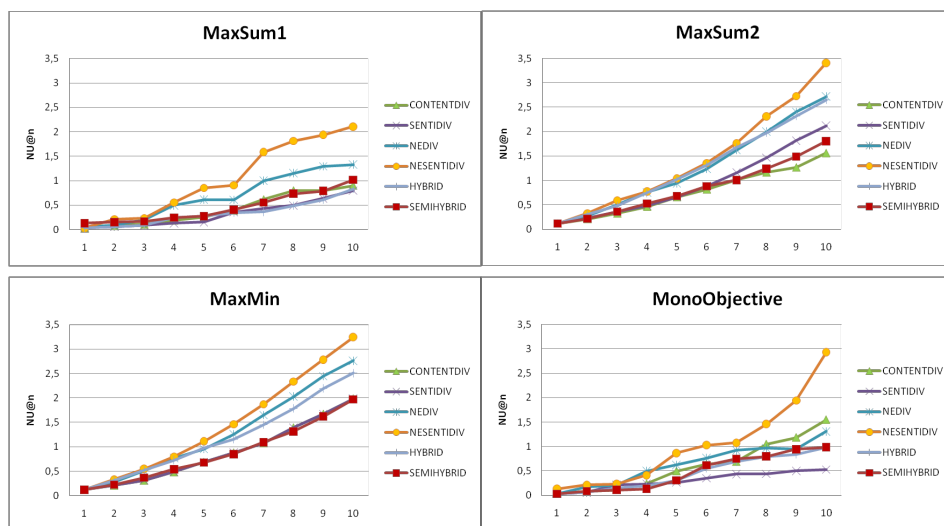 MaxSum1
3,5
3
2,5
2
1,5
1
0,5
0
NU@n
1 2 3 4 5 6 7 8 9 10
CONTENTDIV
SENTIDIV
NEDIV
NESENTIDIV
HYBRID
SEMIHYBRID
MaxSum2
3,5
3
2,5
2
1,5
1
0,5
0
NU@n
1 2 3 4 5 6 7 8 9 10
CONTENTDIV
SENTIDIV
NEDIV
NESENTIDIV
HYBRID
SEMIHYBRID
MaxMin
3,5
3
2,5
2
1,5
1
0,5
0
NU@n
1 2 3 4 5 6 7 8 9 10
CONTENTDIV
SENTIDIV
NEDIV
NESENTIDIV
HYBRID
SEMIHYBRID
MonoObjective
3,5
3
2,5
2
1,5
1
0,5
0
NU@n
1 2 3 4 5 6 7 8 9 10
CONTENTDIV
SENTIDIV
NEDIV
NESENTIDIV
HYBRID
SEMIHYBRID